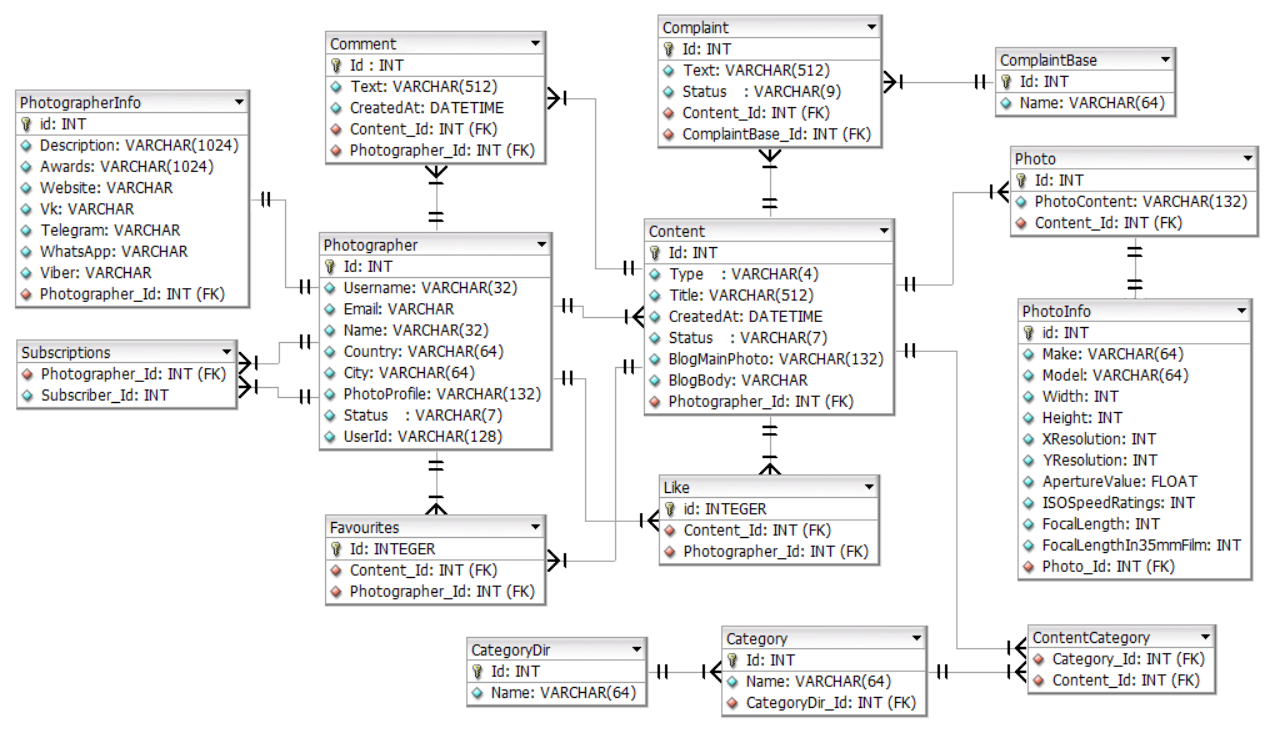 Comment
Id : INT
Text: VARCHAR(512)
CreatedAt: DATETIME
Content_Id: INT (FK)
Photographer_Id: INT (FK)
Complaint
Id: INT
Text: VARCHAR(512)
Status : VARCHAR(9)
Content_Id: INT (FK)
ComplaintBase_Id: INT (FK)
ComplaintBase
Id: INT
Name: VARCHAR(64)
PhotographerInfo
id: INT
Description: VARCHAR(1024)
Awards: VARCHAR(1024)
Website: VARCHAR
Vk: VARCHAR
Telegram: VARCHAR
WhatsApp: VARCHAR
Viber: VARCHAR
Photographer_Id: INT (FK)
Photo
Id: INT
PhotoContent: VARCHAR(132)
Content_Id: INT (FK)
Photographer
Id: INT
Username: VARCHAR(32)
Email: VARCHAR
Name: VARCHAR(32)
Country: VARCHAR(64)
City: VARCHAR(64)
PhotoProfile: VARCHAR(132)
Status : VARCHAR(7)
UserId: VARCHAR(128)
Content
Id: INT
Type : VARCHAR(4)
Title: VARCHAR(512)
CreatedAt: DATETIME
Status : VARCHAR(7)
BlogMainPhoto: VARCHAR(132)
BlogBody: VARCHAR
Photographer_Id: INT (FK)
PhotoInfo
id: INT
Make: VARCHAR(64)
Model: VARCHAR(64)
Width: INT
Height: INT
XResolution: INT
YResolution: INT
ApertureValue: FLOAT
ISOSpeedRatings: INT
FocalLength: INT
FocalLengthIn35mmFilm: INT
Photo_Id: INT (FK)
Subscriptions
Photographer_Id: INT (FK)
Subscriber_Id: INT
Favourites
Id: INTEGER
Content_Id: INT (FK)
Photographer_Id: INT (FK)
Like
id: INTEGER
Content_Id: INT (FK)
Photographer_Id: INT (FK)
CategoryDir
Id: INT
Name: VARCHAR(64)
Category
Id: INT
Name: VARCHAR(64)
CategoryDir_Id: INT (FK)
ContentCategory
Category_Id: INT (FK)
Content_Id: INT (FK)